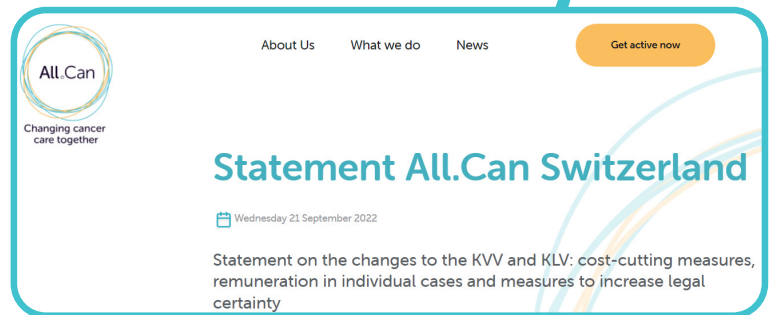 All.Can
Changing cancer
care together
About Us What we do News Get active now
Statement All.Can Switzerland
Wednesday 21 September 2022
Statement on the changes to the KVV and KLV: cost-cutting measures,
remuneration in individual cases and measures to increase legal
certainty